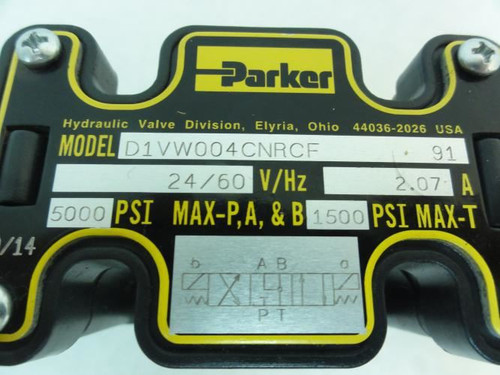 Parker
Hydraulic Valve Division, Elyria, Ohio 44036-2026 USA
MODEL D1VW004CNRCF 91
24/60 V/Hz 2.07 A
5000 PSI MAX-P,A, & B 1500 PSI MAX-T
/14
b A B a
P T